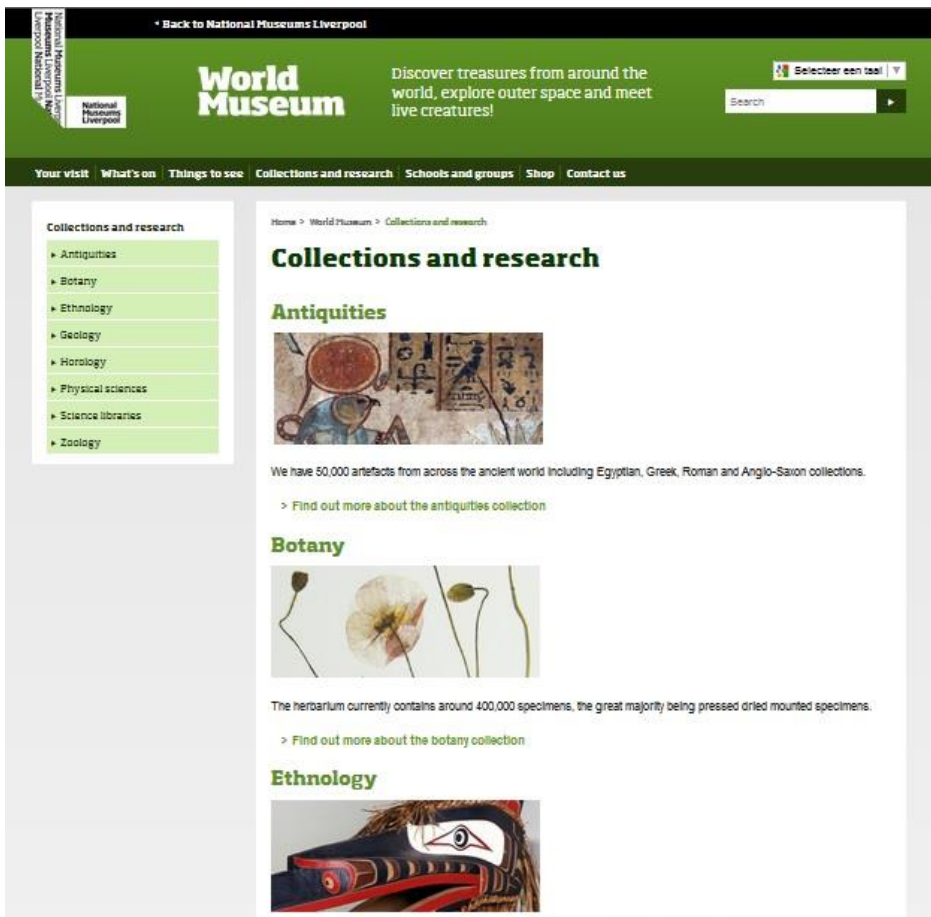 ◂ Back to National Museums Liverpool
National
Museums
Liverpool
World
Museum
Discover treasures from around the
world, explore outer space and meet
live creatures!
Selecteer een taal ▼
Search
Your visit What's on Things to see Collections and research Schools and groups Shop Contact us
Collections and research
▸ Antiquities
▸ Botany
▸ Ethnology
▸ Geology
▸ Horology
▸ Physical sciences
▸ Science libraries
▸ Zoology
Home > World Museum > Collections and research
Collections and research
Antiquities
We have 50,000 artefacts from across the ancient world including Egyptian, Greek, Roman and Anglo-Saxon collections.
> Find out more about the antiquities collection
Botany
The herbarium currently contains around 400,000 specimens, the great majority being pressed dried mounted specimens.
> Find out more about the botany collection
Ethnology